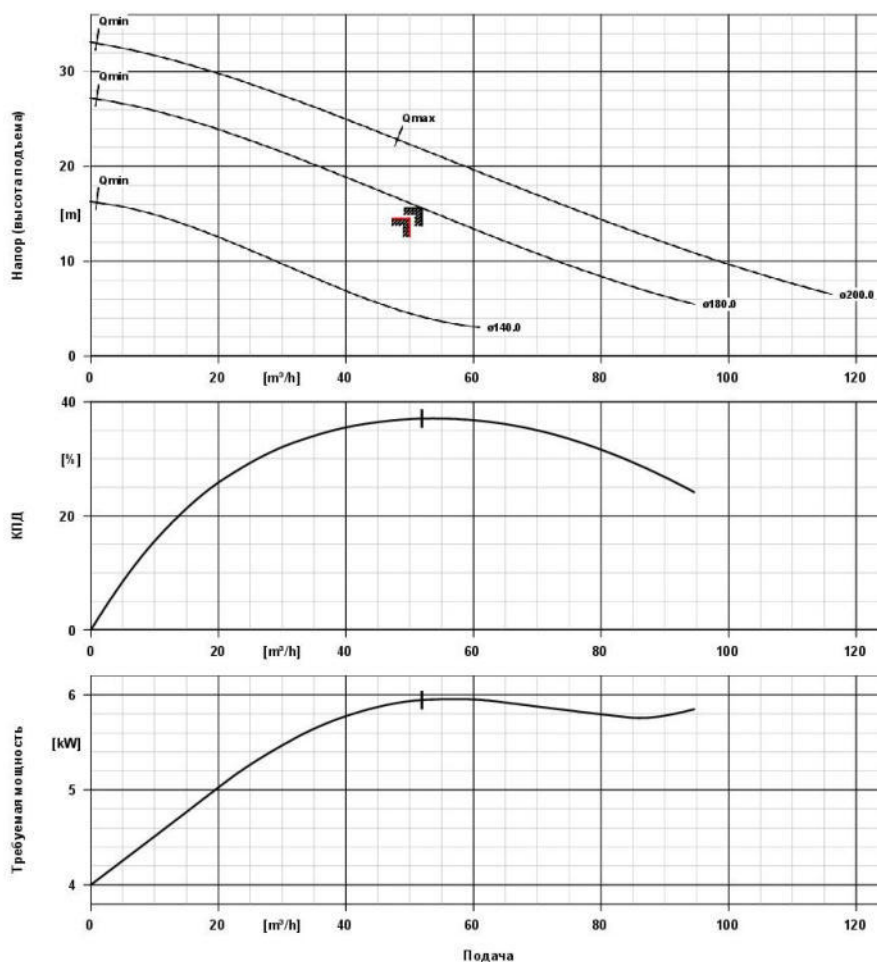 Qmin
30
Qmin
Qmax
20
Qmin
[m]
10
ø200.0
ø180.0
ø140.0
0
Напор (высота подъема)
0 20 [m³/h] 40 60 80 100 120
40
[%]
20
0
КПД
0 20 [m³/h] 40 60 80 100 120
6
[kW]
5
4
Требуемая мощность
0 20 [m³/h] 40 60 80 100 120
Подача